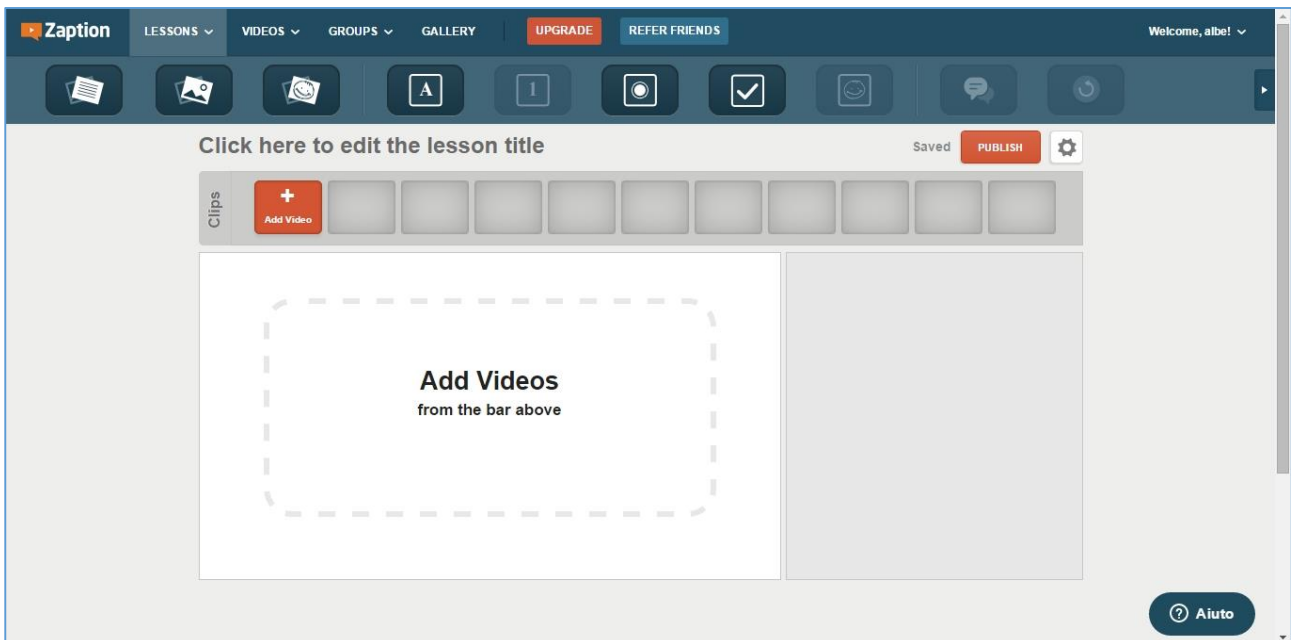 Zaption LESSONS VIDEOS GROUPS GALLERY UPGRADE REFER FRIENDS Welcome, albe!
A 1
Click here to edit the lesson title Saved PUBLISH
Clips + Add Video
Add Videos
from the bar above
? Aiuto